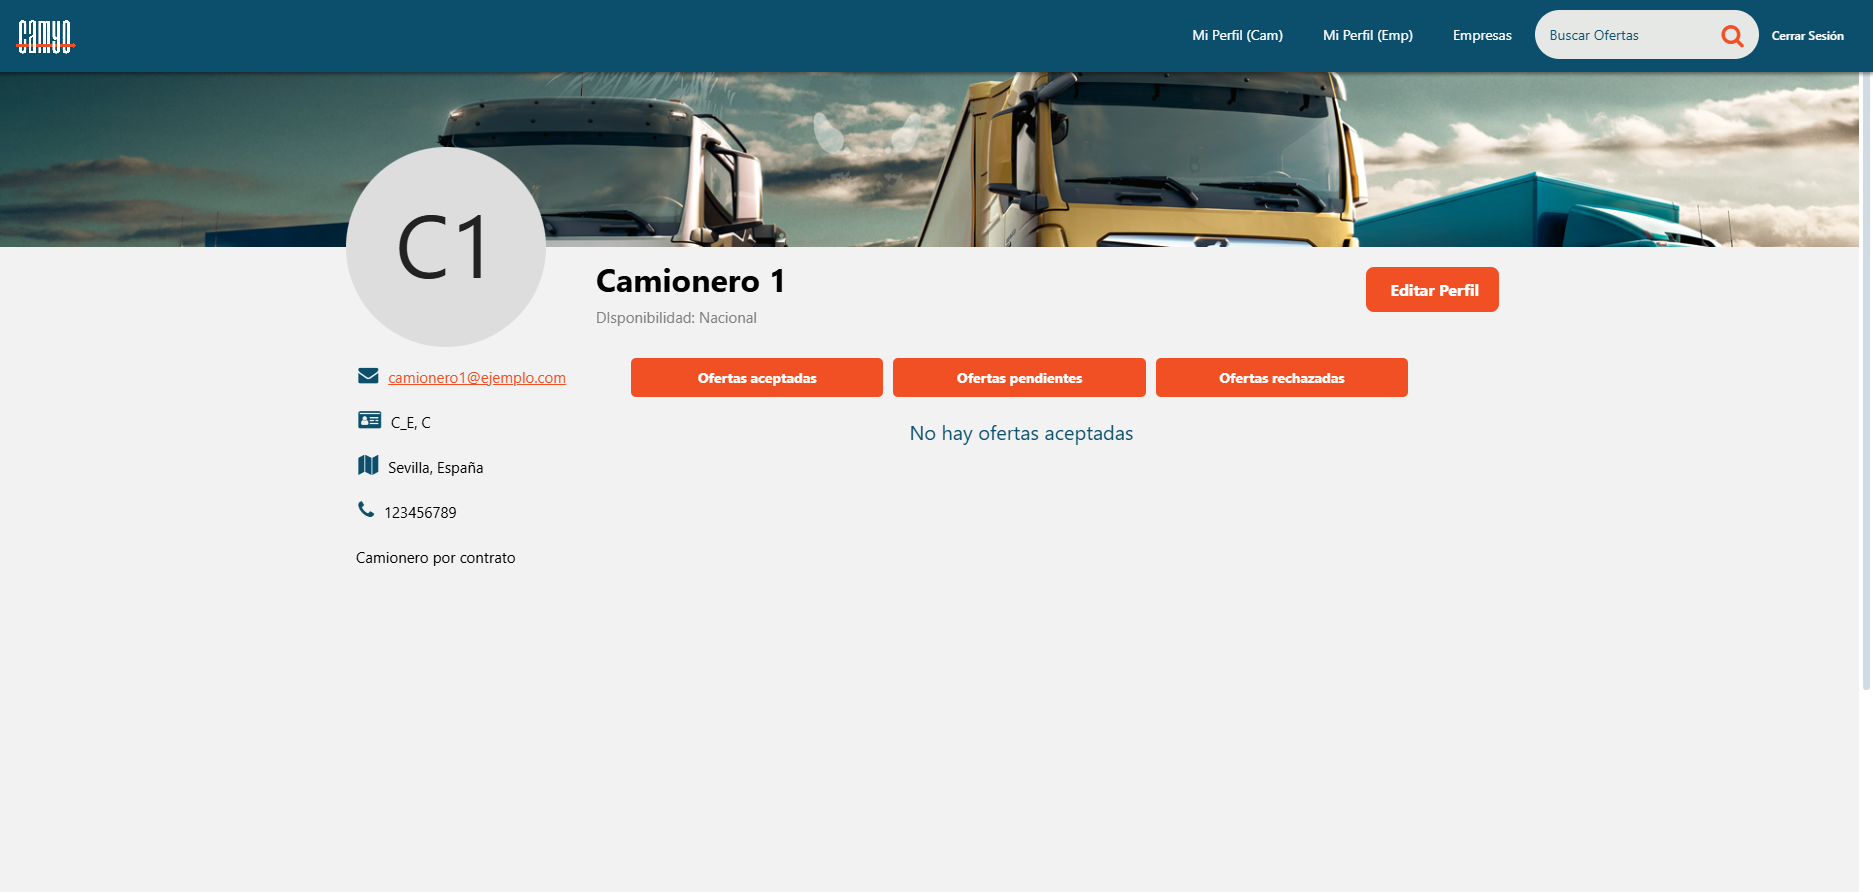 camyo
Mi Perfil (Cam)
Mi Perfil (Emp)
Empresas
Buscar Ofertas
Cerrar Sesión
C1
Camionero 1
DIsponibilidad: Nacional
Editar Perfil
camionero1@ejemplo.com
C_E, C
Sevilla, España
123456789
Camionero por contrato
Ofertas aceptadas
Ofertas pendientes
Ofertas rechazadas
No hay ofertas aceptadas